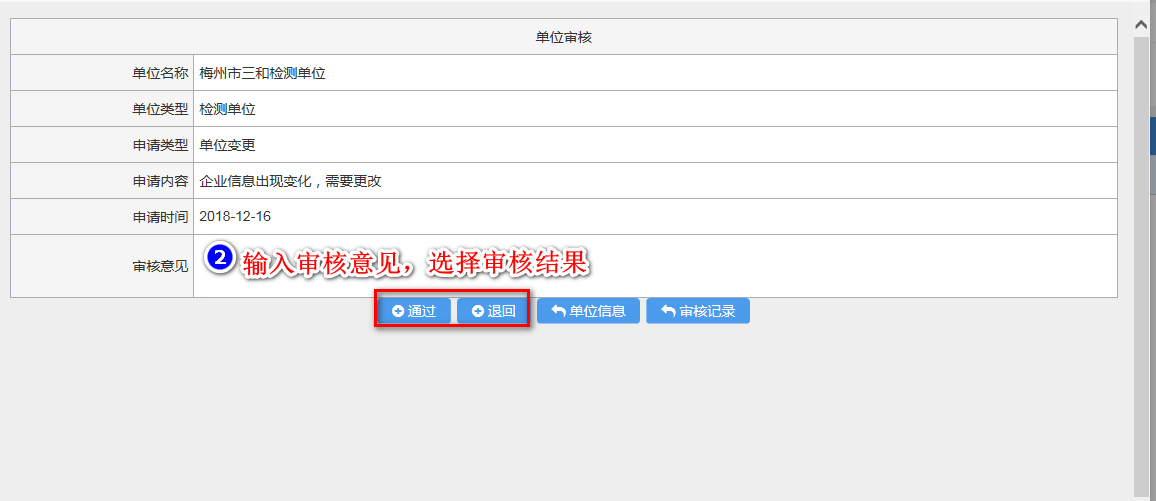 单位审核
单位名称 梅州市三和检测单位
单位类型 检测单位
申请类型 单位变更
申请内容 企业信息出现变化，需要更改
申请时间 2018-12-16
审核意见 2 输入审核意见，选择审核结果
通过 退回 单位信息 审核记录